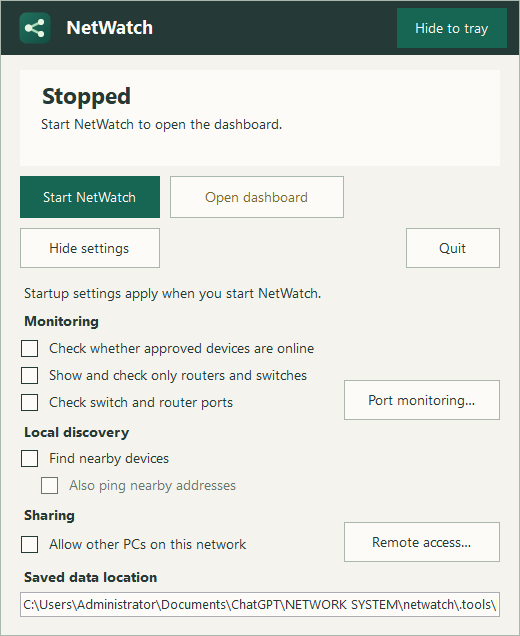 NetWatch
Hide to tray
Stopped
Start NetWatch to open the dashboard.
Start NetWatch
Open dashboard
Hide settings
Quit
Startup settings apply when you start NetWatch.
Monitoring
Check whether approved devices are online
Show and check only routers and switches
Check switch and router ports
Port monitoring...
Local discovery
Find nearby devices
Also ping nearby addresses
Sharing
Allow other PCs on this network
Remote access...
Saved data location
C:\Users\Administrator\Documents\ChatGPT\NETWORK SYSTEM\netwatch\.tools\